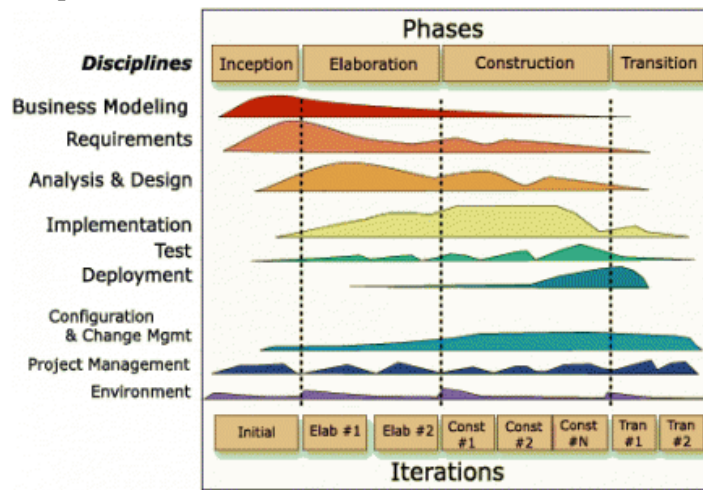 Phases
Disciplines Inception Elaboration Construction Transition
Business Modeling
Requirements
Analysis & Design
Implementation
Test
Deployment
Configuration
& Change Mgmt
Project Management
Environment
Initial Elab #1 Elab #2 Const #1 Const #2 Const #N Tran #1 Tran #2
Iterations